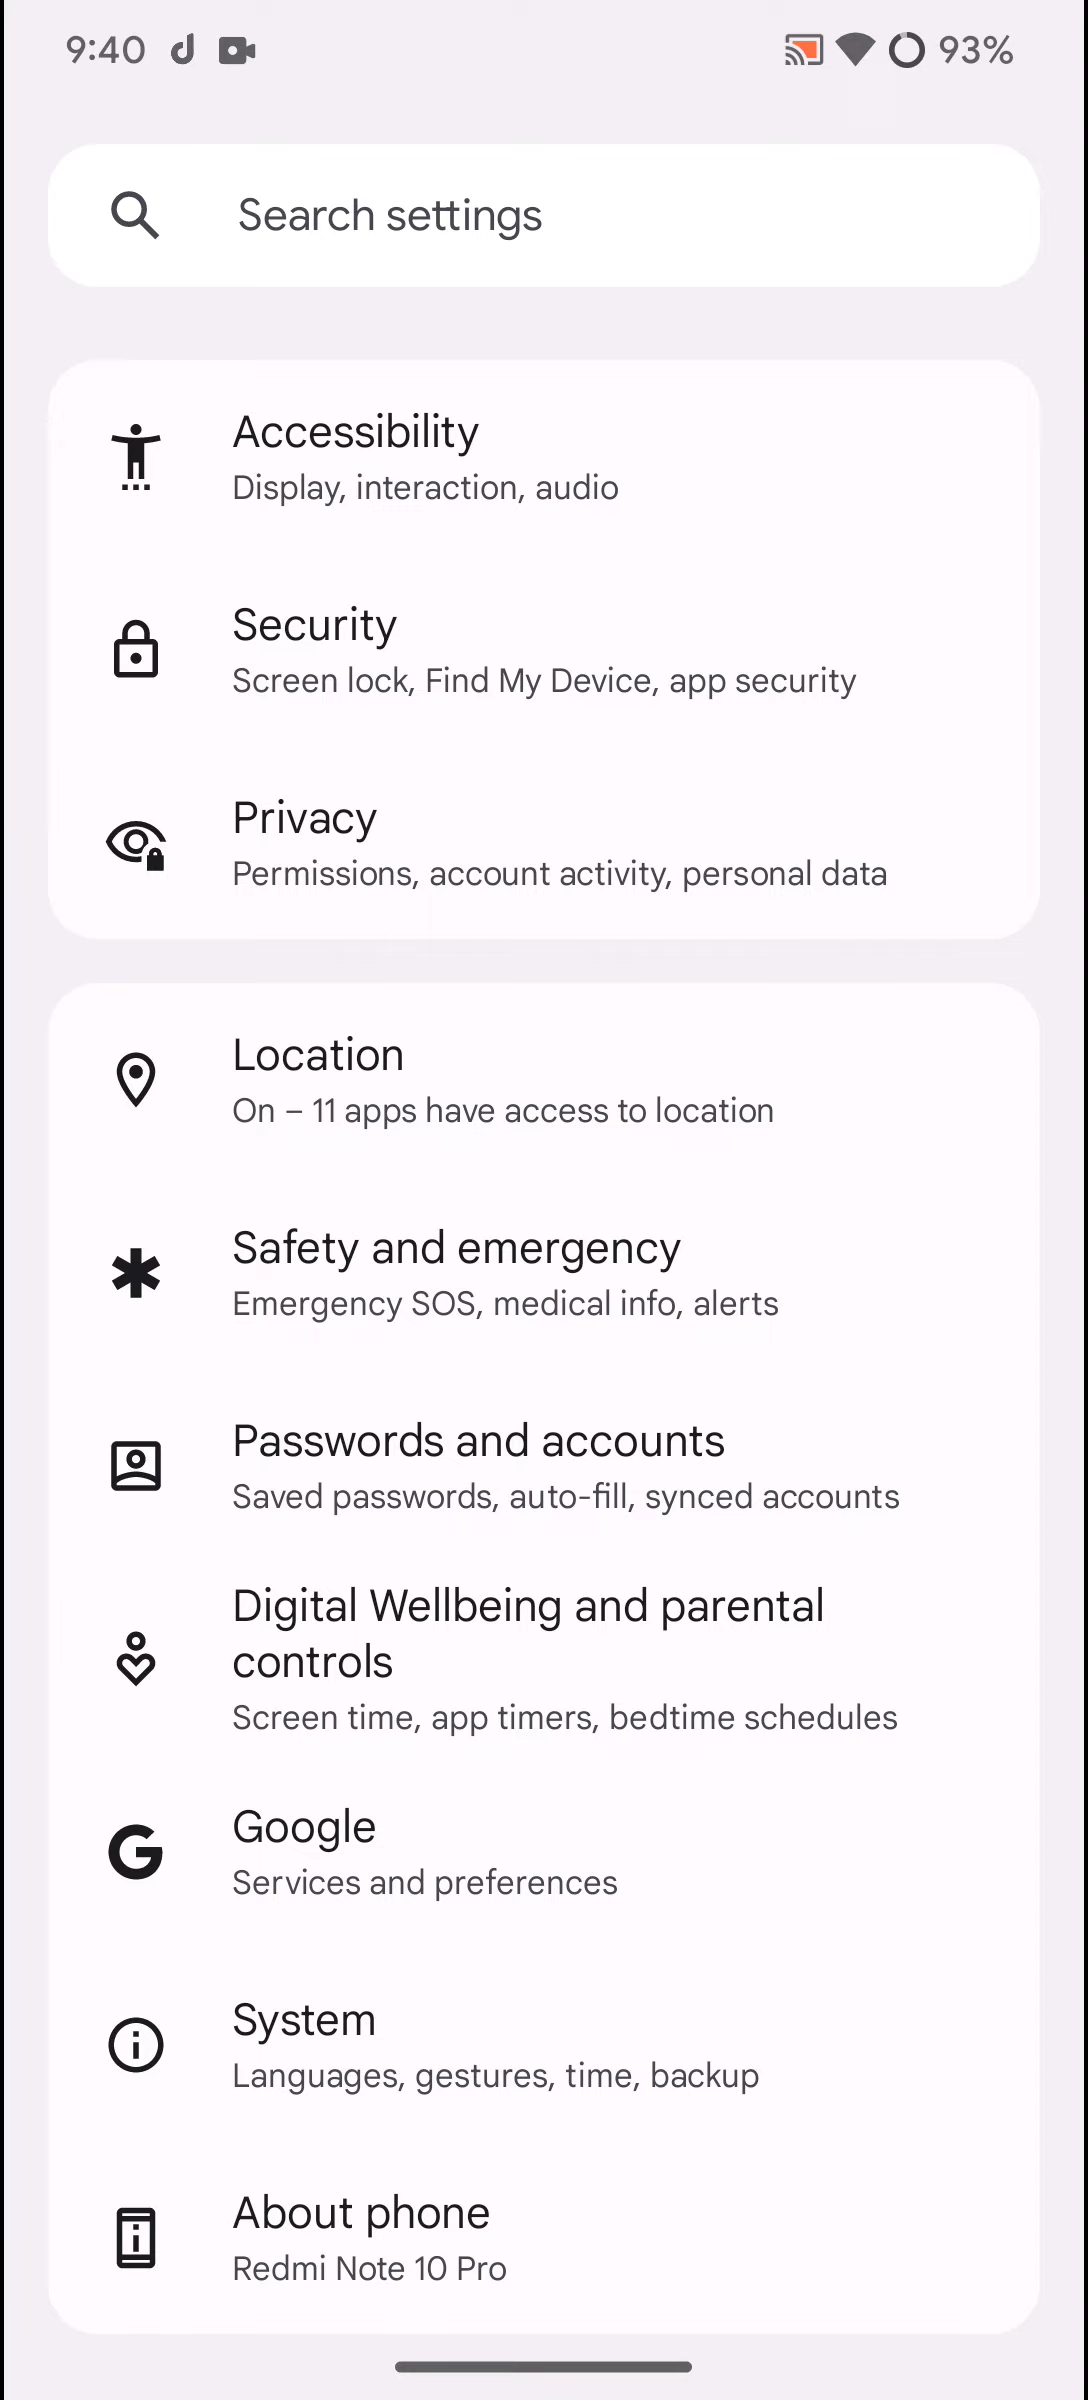 9:40 93%
Search settings
Accessibility
Display, interaction, audio
Security
Screen lock, Find My Device, app security
Privacy
Permissions, account activity, personal data
Location
On – 11 apps have access to location
Safety and emergency
Emergency SOS, medical info, alerts
Passwords and accounts
Saved passwords, auto-fill, synced accounts
Digital Wellbeing and parental
controls
Screen time, app timers, bedtime schedules
Google
Services and preferences
System
Languages, gestures, time, backup
About phone
Redmi Note 10 Pro